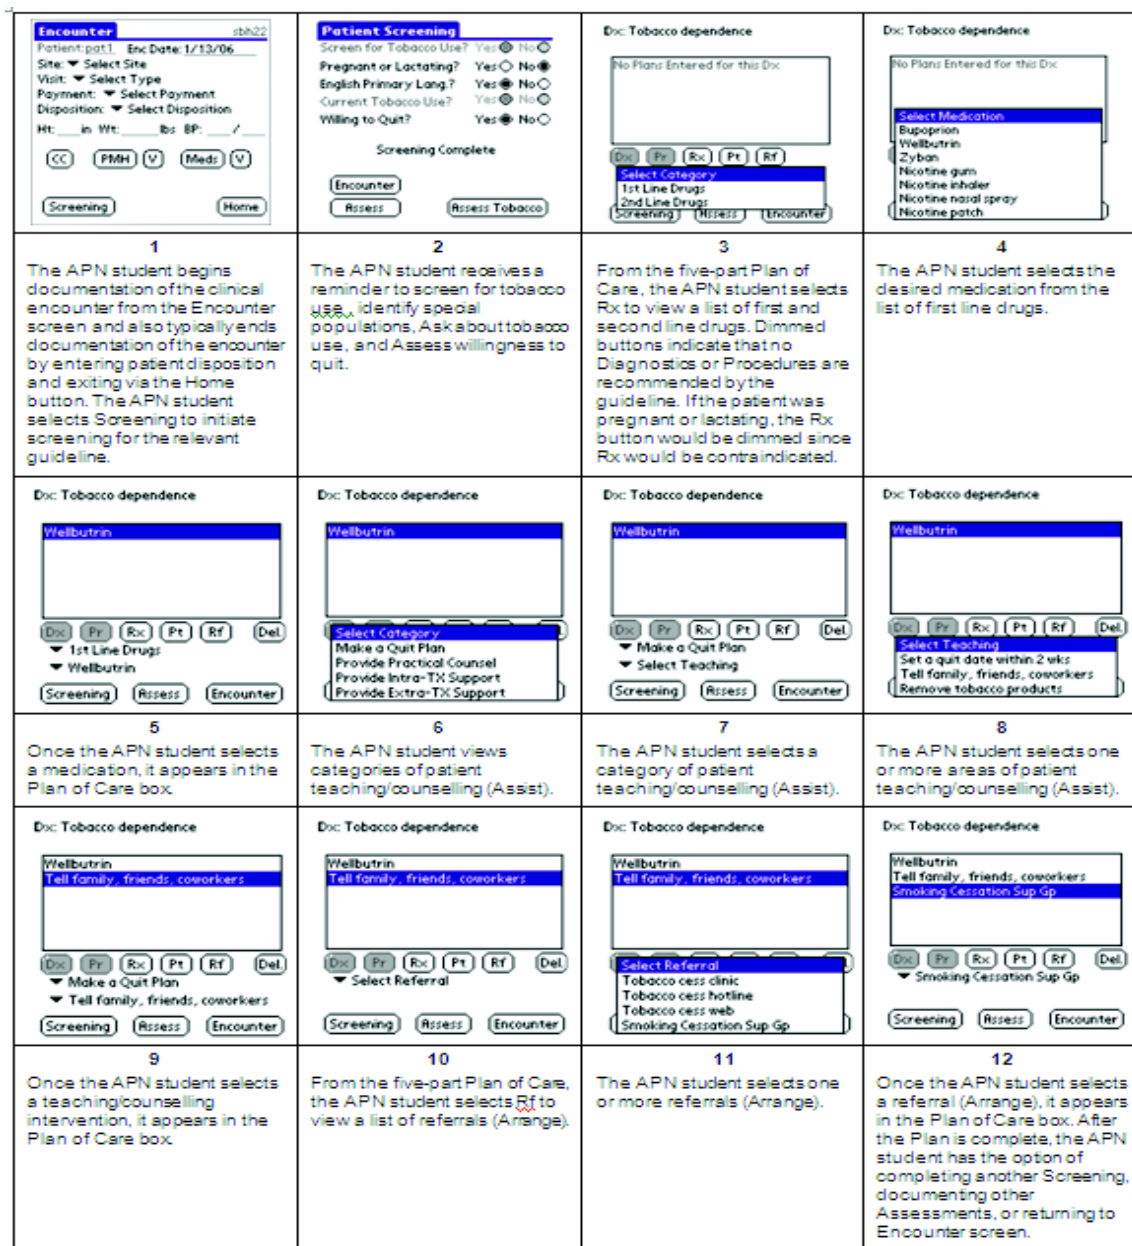 Encounter sbh22
Patient: pat1 Enc Date: 1/13/06
Site: Select Site
Visit: Select Type
Payment: Select Payment
Disposition: Select Disposition
Ht: in Wt: lbs BP: /
CC PMH V Meds V
Screening Home
Patient Screening
Screen for Tobacco Use? Yes No
Pregnant or Lactating? Yes No
English Primary Lang.? Yes No
Current Tobacco Use? Yes No
Willing to Quit? Yes No
Screening Complete
Encounter
Assess Assess Tobacco
Dx: Tobacco dependence
No Plans Entered for this Dx
Dx Pr Rx Pt Rf
Select Category
1st Line Drugs
2nd Line Drugs
Screening Assess Encounter
Dx: Tobacco dependence
No Plans Entered for this Dx
Select Medication
Bupoprion
Wellbutrin
Zyban
Nicotine gum
Nicotine inhaler
Nicotine nasal spray
Nicotine patch
1
The APN student begins
documentation of the clinical
encounter from the Encounter
screen and also typically ends
documentation of the encounter
by entering patient disposition
and exiting via the Home
button. The APN student
selects Screening to initiate
screening for the relevant
guideline.
2
The APN student receives a
reminder to screen for tobacco
use , identify special
populations, Ask about tobacco
use, and Assess willingness to
quit.
3
From the five-part Plan of
Care, the APN student selects
Rx to view a list of first and
second line drugs. Dimmed
buttons indicate that no
Diagnostics or Procedures are
recommended by the
guideline. If the patient was
pregnant or lactating, the Rx
button would be dimmed since
Rx would be contraindicated.
4
The APN student selects the
desired medication from the
list of first line drugs.
Dx: Tobacco dependence
Wellbutrin
Dx Pr Rx Pt Rf Del
1st Line Drugs
Wellbutrin
Screening Assess Encounter
Dx: Tobacco dependence
Wellbutrin
Select Category
Make a Quit Plan
Provide Practical Counsel
Provide Intra-TX Support
Provide Extra-TX Support
Dx: Tobacco dependence
Wellbutrin
Dx Pr Rx Pt Rf Del
Make a Quit Plan
Select Teaching
Screening Assess Encounter
Dx: Tobacco dependence
Wellbutrin
Dx Pr Rx Pt Rf Del
Select Teaching
Set a quit date within 2 wks
Tell family, friends, coworkers
Remove tobacco products
5
Once the APN student selects
a medication, it appears in the
Plan of Care box.
6
The APN student views
categories of patient
teaching/counselling (Assist).
7
The APN student selects a
category of patient
teaching/counselling (Assist).
8
The APN student selects one
or more areas of patient
teaching/counselling (Assist).
Dx: Tobacco dependence
Wellbutrin
Tell family, friends, coworkers
Dx Pr Rx Pt Rf Del
Make a Quit Plan
Tell family, friends, coworkers
Screening Assess Encounter
Dx: Tobacco dependence
Wellbutrin
Tell family, friends, coworkers
Dx Pr Rx Pt Rf Del
Select Referral
Screening Assess Encounter
Dx: Tobacco dependence
Wellbutrin
Tell family, friends, coworkers
Select Referral
Tobacco cess clinic
Tobacco cess hotline
Tobacco cess web
Smoking Cessation Sup Gp
Dx: Tobacco dependence
Wellbutrin
Tell family, friends, coworkers
Smoking Cessation Sup Gp
Dx Pr Rx Pt Rf Del
Smoking Cessation Sup Gp
Screening Assess Encounter
9
Once the APN student selects
a teaching/counselling
intervention, it appears in the
Plan of Care box.
10
From the five-part Plan of Care,
the APN student selects Rf to
view a list of referrals (Arrange).
11
The APN student selects one
or more referrals (Arrange).
12
Once the APN student selects
a referral (Arrange), it appears
in the Plan of Care box. After
the Plan is complete, the APN
student has the option of
completing another Screening,
documenting other
Assessments, or returning to
Encounter screen.